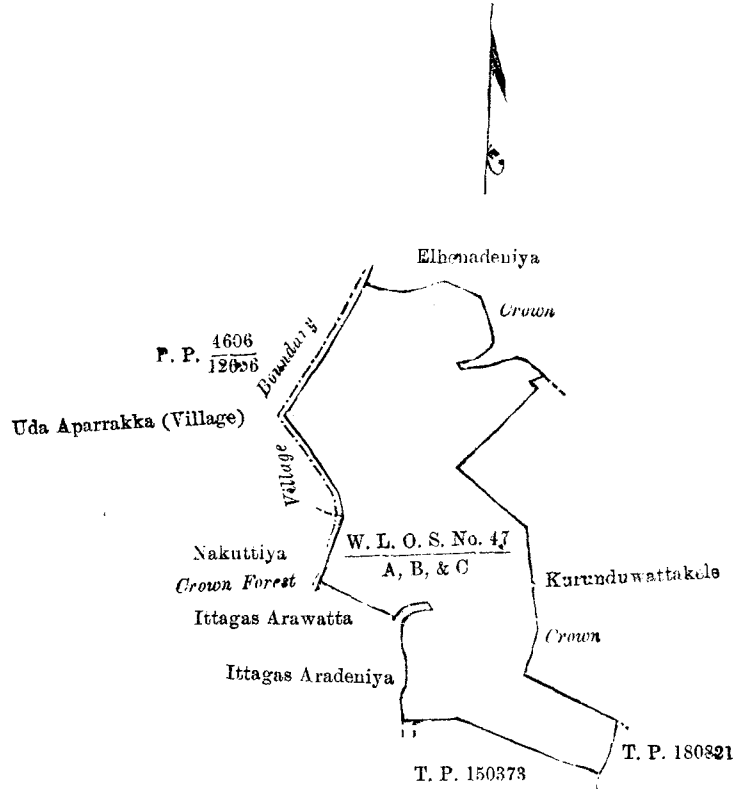 Elhenadeniya
Crown
P. P. 4606
Boundary
Uda Aparrakka (Village)
Village
W. L. O. S. No. 47
A, B, & C
Nakuttiya
Crown Forest
Kurunduwattakele
Ittagas Arawatta
Crown
Ittagas Aradeniya
T. P. 180821
T. P. 150373